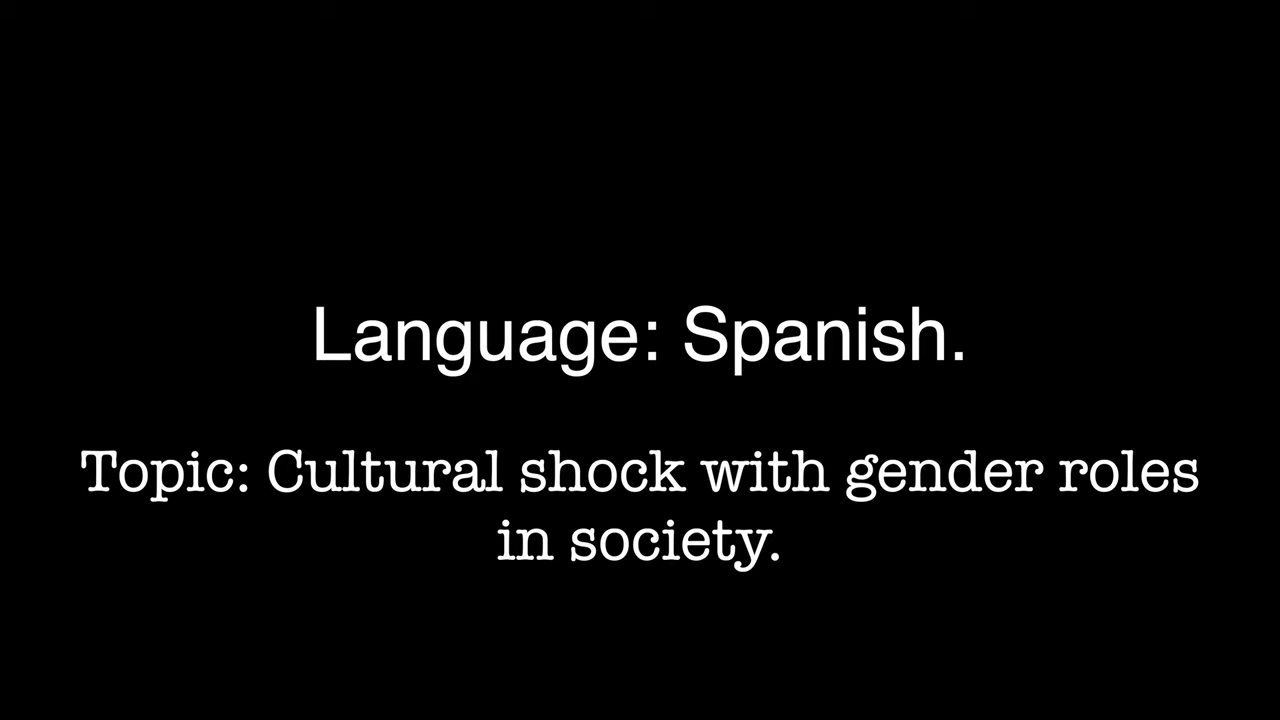 Language: Spanish.
Topic: Cultural shock with gender roles
in society.